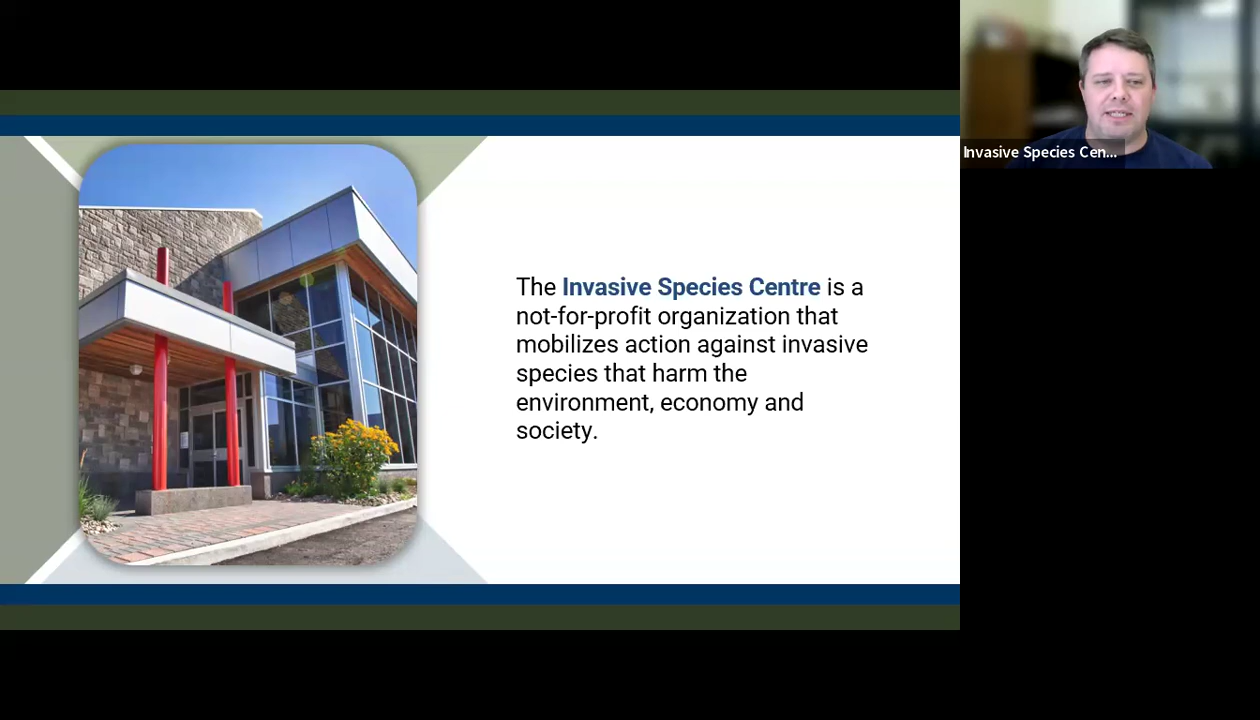 The Invasive Species Centre is a
not-for-profit organization that
mobilizes action against invasive
species that harm the
environment, economy and
society.
Invasive Species Cen...